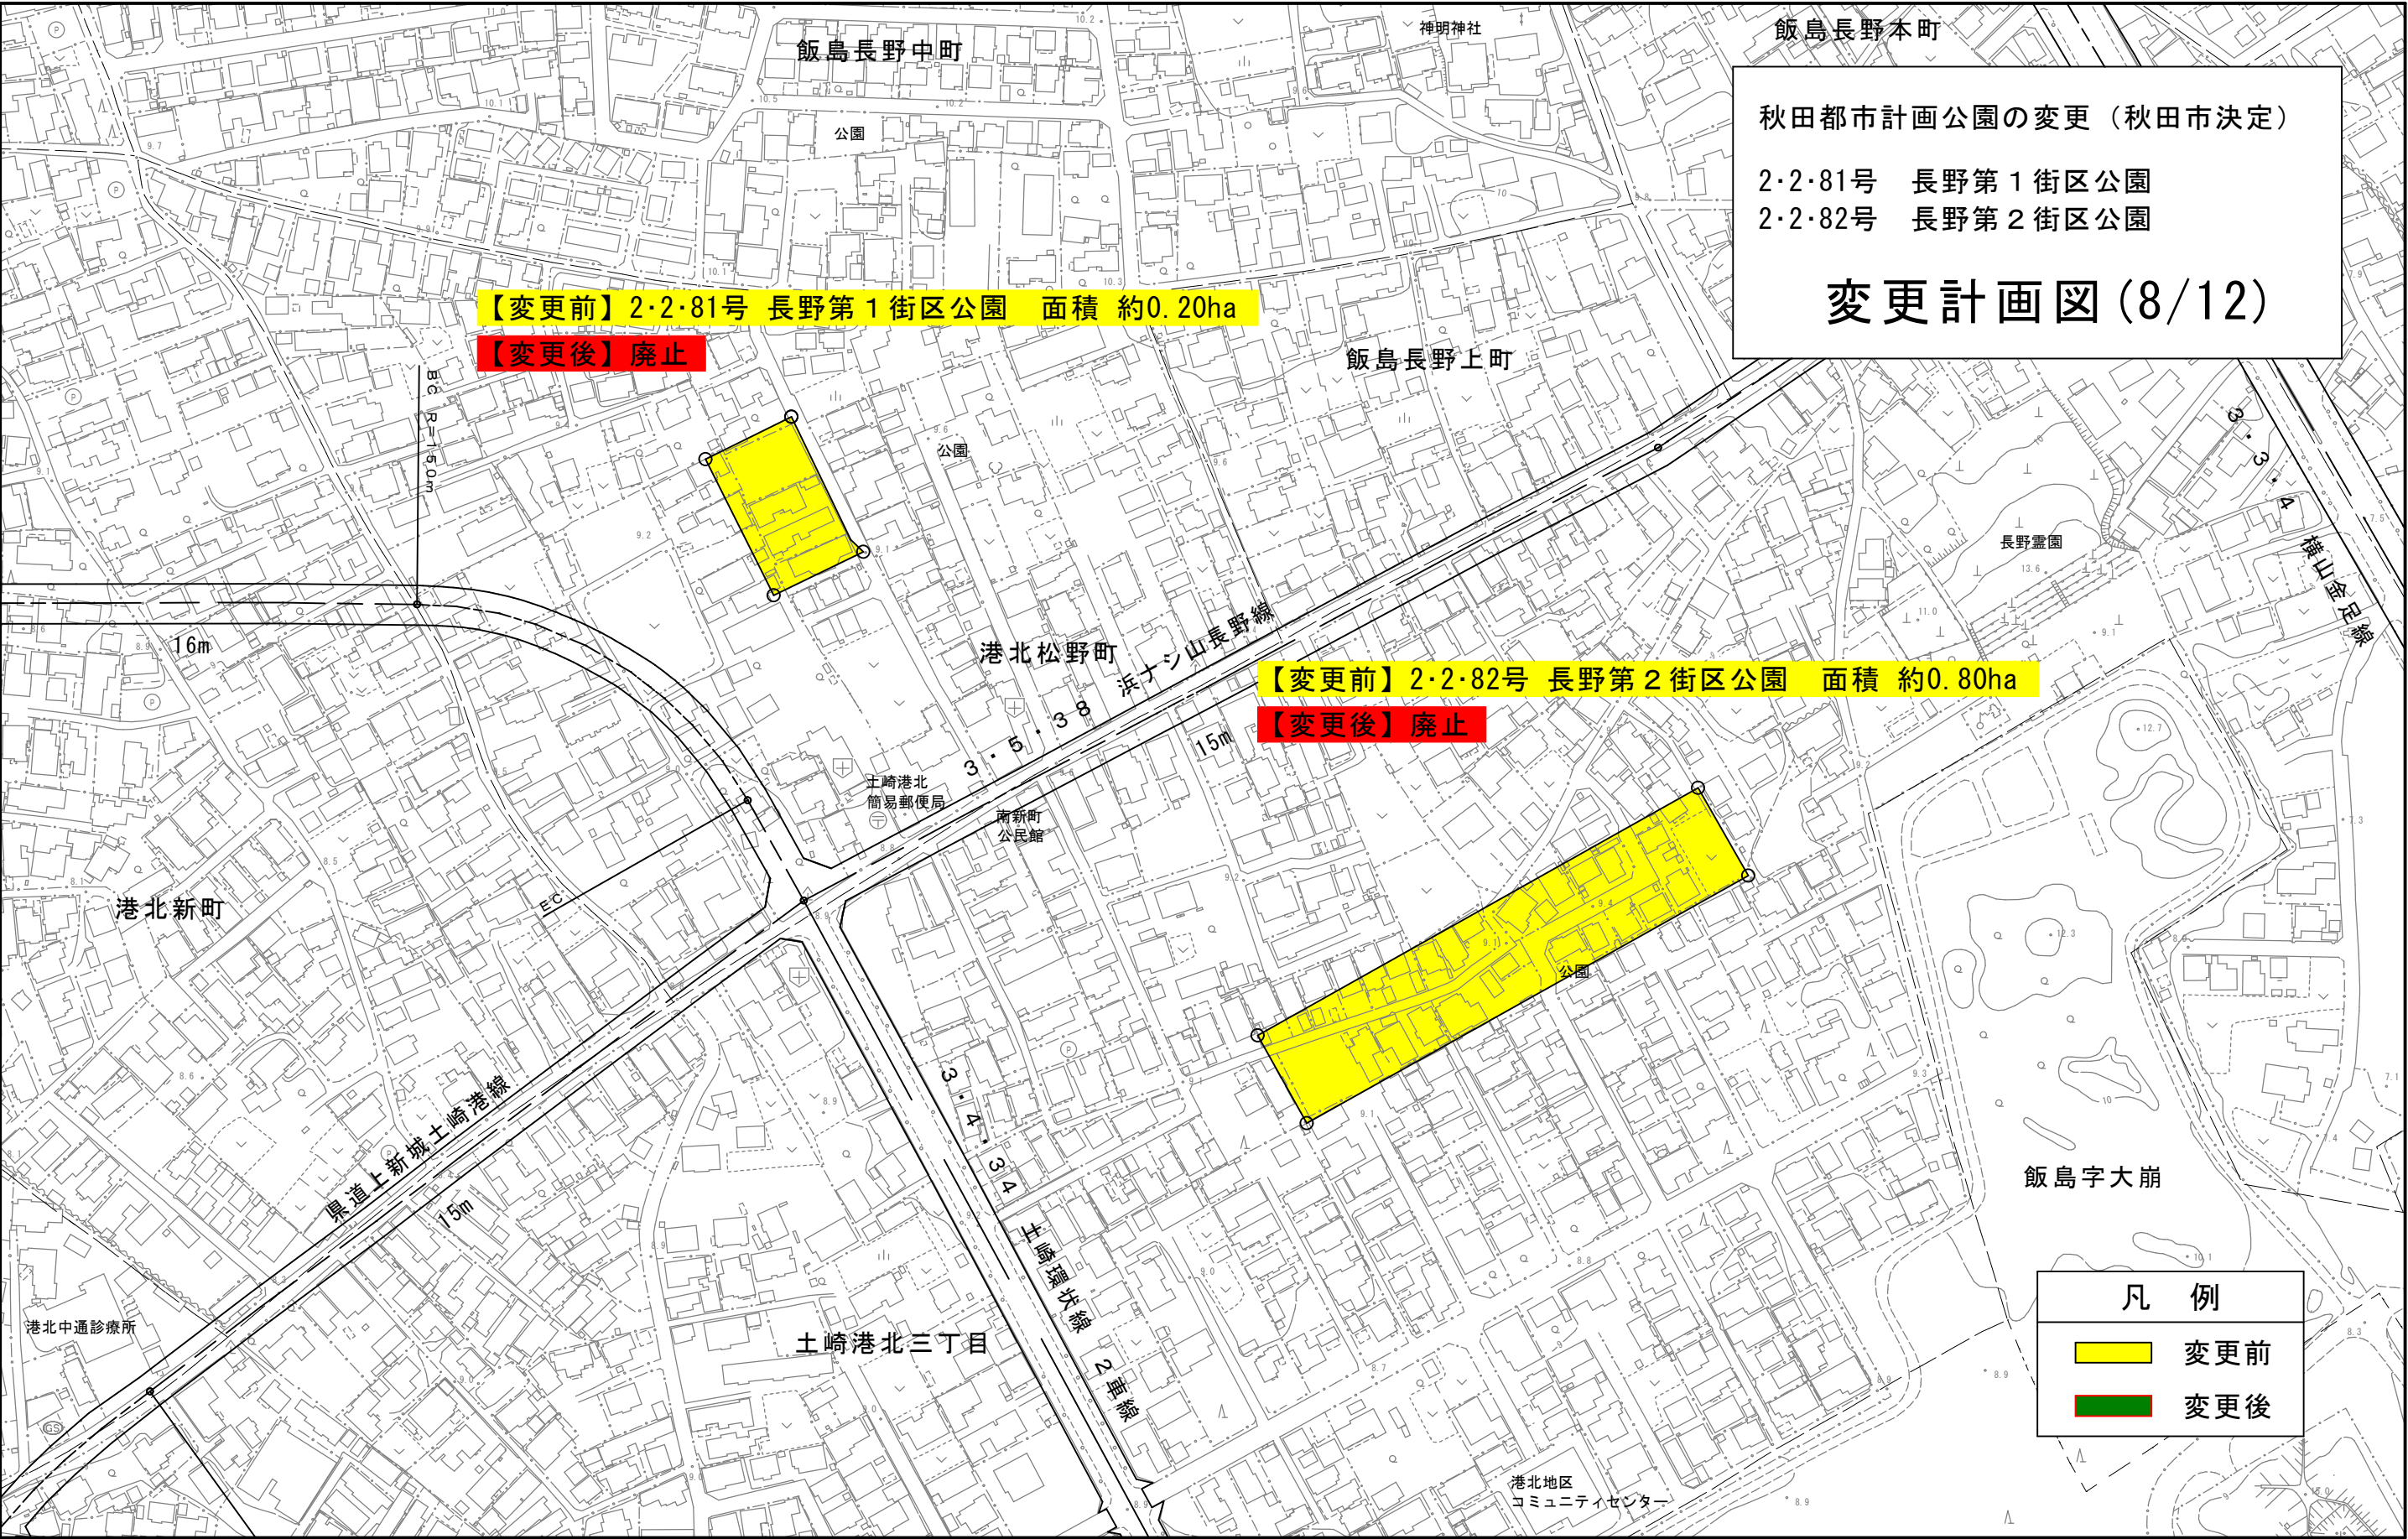 飯島長野中町
神明神社
飯島長野本町
秋田都市計画公園の変更（秋田市決定）
2・2・81号　長野第１街区公園
2・2・82号　長野第２街区公園
変更計画図(8/12)
公園
【変更前】2・2・81号 長野第１街区公園　面積 約0.20ha
【変更後】廃止
飯島長野上町
BC R=150m
公園
3・3・4 横山金足線
長野霊園
16m
港北松野町
3・5・38 浜ナシ山長野線
15m
【変更前】2・2・82号 長野第２街区公園　面積 約0.80ha
【変更後】廃止
土崎港北
簡易郵便局
南新町
公民館
EC
港北新町
公園
県道上新城土崎港線
15m
3・4・34 土崎環状線 2車線
飯島字大崩
港北中通診療所
土崎港北三丁目
GS
港北地区
コミュニティセンター
凡　例
変更前
変更後